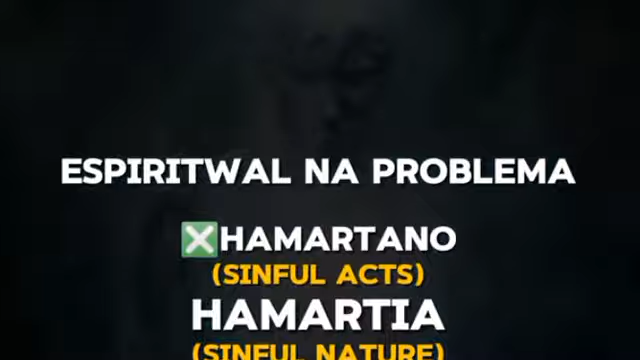 ESPIRITWAL NA PROBLEMA
❎HAMARTANO
(SINFUL ACTS)
HAMARTIA
(SINFUL NATURE)